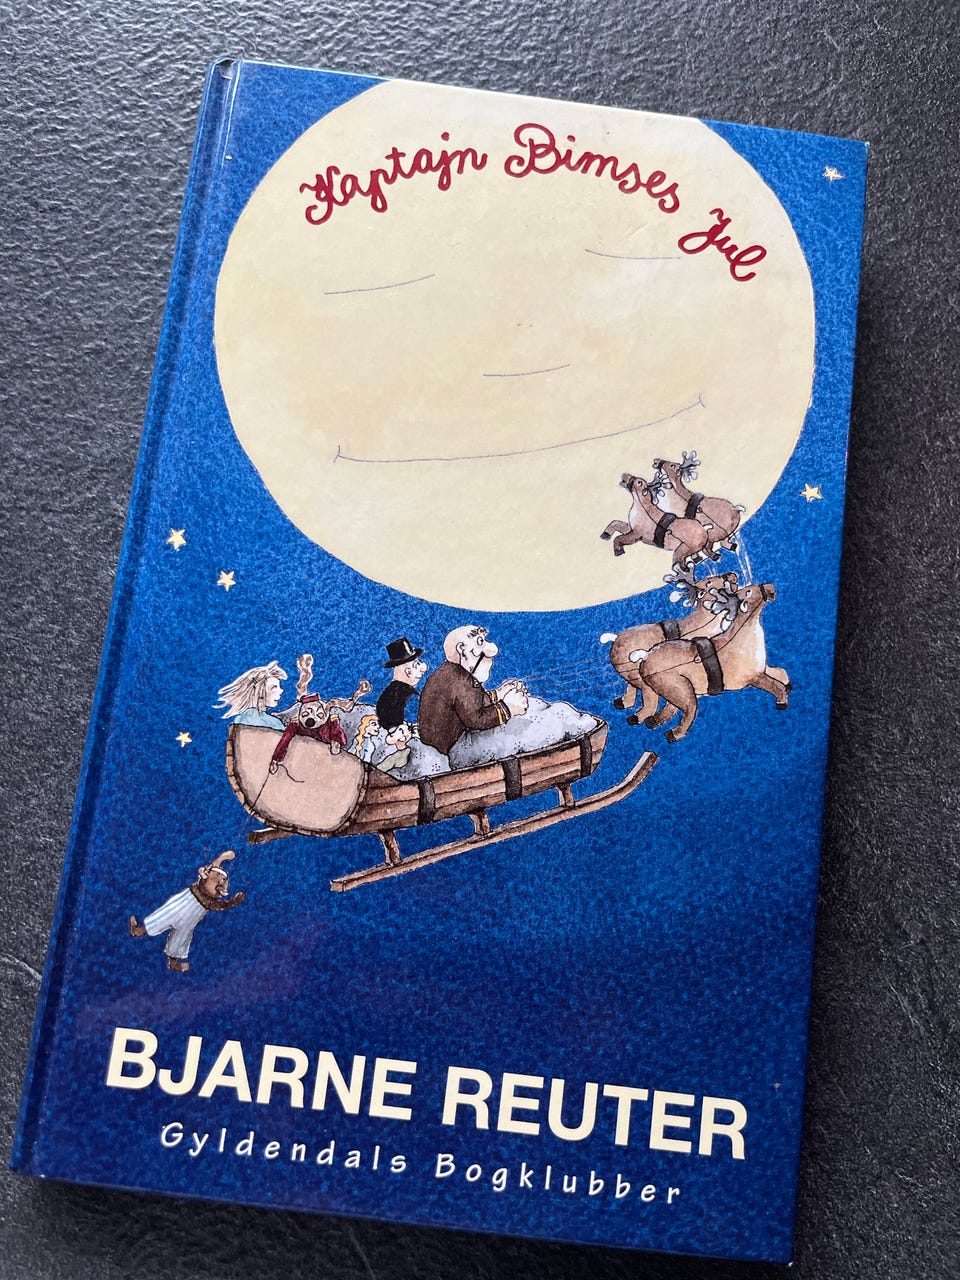 Kaptajn Bimses Jul
BJARNE REUTER
Gyldendals Bogklubber